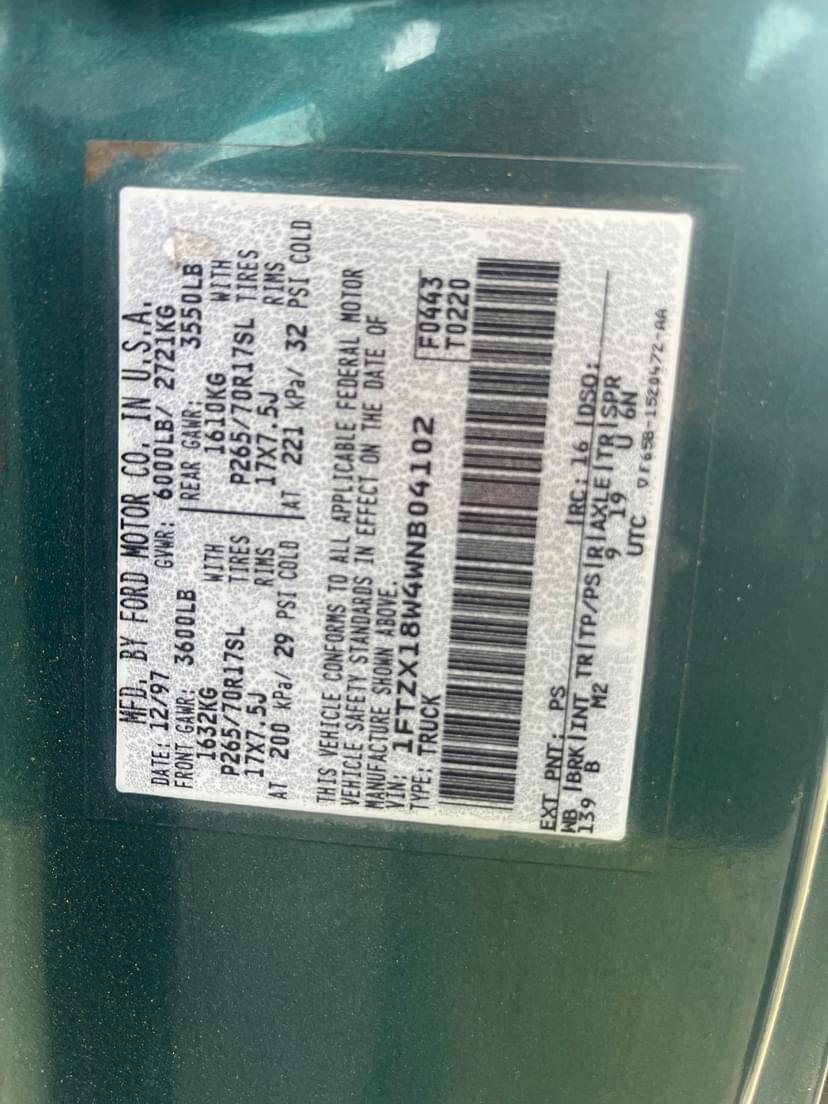 MFD. BY FORD MOTOR CO. IN U.S.A.
DATE: 12/97 GVWR: 6000LB/ 2721KG
FRONT GAWR: 3600LB REAR GAWR: 3550LB
1632KG WITH 1610KG WITH
P265/70R17SL TIRES P265/70R17SL TIRES
17X7.5J RIMS 17X7.5J RIMS
AT 200 kPa/ 29 PSI COLD AT 221 kPa/ 32 PSI COLD
THIS VEHICLE CONFORMS TO ALL APPLICABLE FEDERAL MOTOR
VEHICLE SAFETY STANDARDS IN EFFECT ON THE DATE OF
MANUFACTURE SHOWN ABOVE.
VIN: 1FTZX18W4WNB04102 F0443
TYPE: TRUCK T0220
EXT PNT: PS RC: 16 DSO:
WB BRK INT TR TP/PS R AXLE TR SPR
139 B M2 9 19 U 6N
UTC